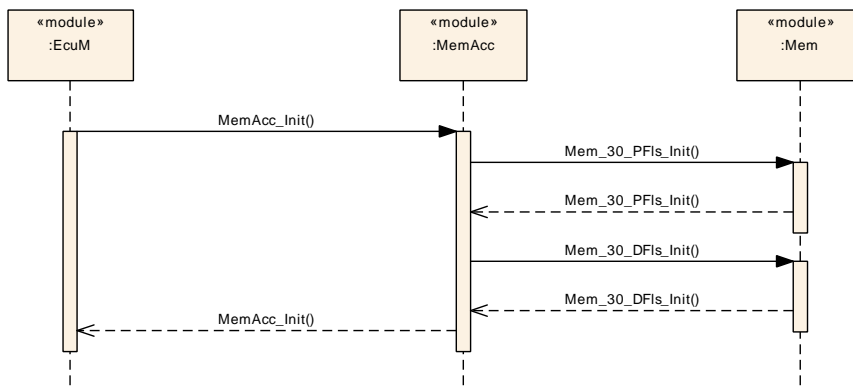 «module»
:EcuM
«module»
:MemAcc
«module»
:Mem
MemAcc_Init()
Mem_30_PFls_Init()
Mem_30_PFls_Init()
Mem_30_DFls_Init()
Mem_30_DFls_Init()
MemAcc_Init()